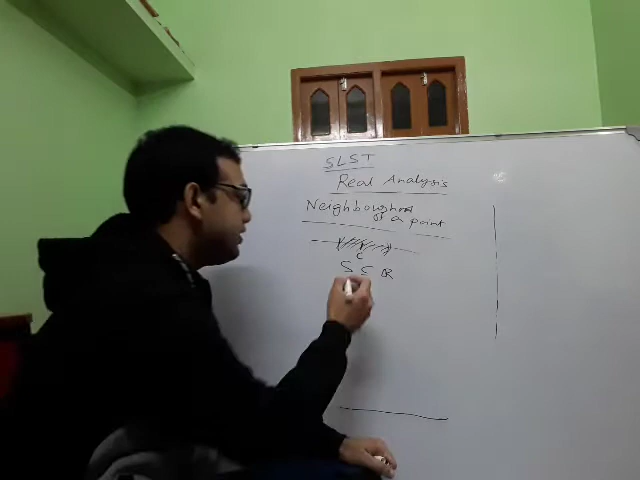 SLST
Real Analysis
Neighbourhood
of a point
c
S ⊆ ℝ